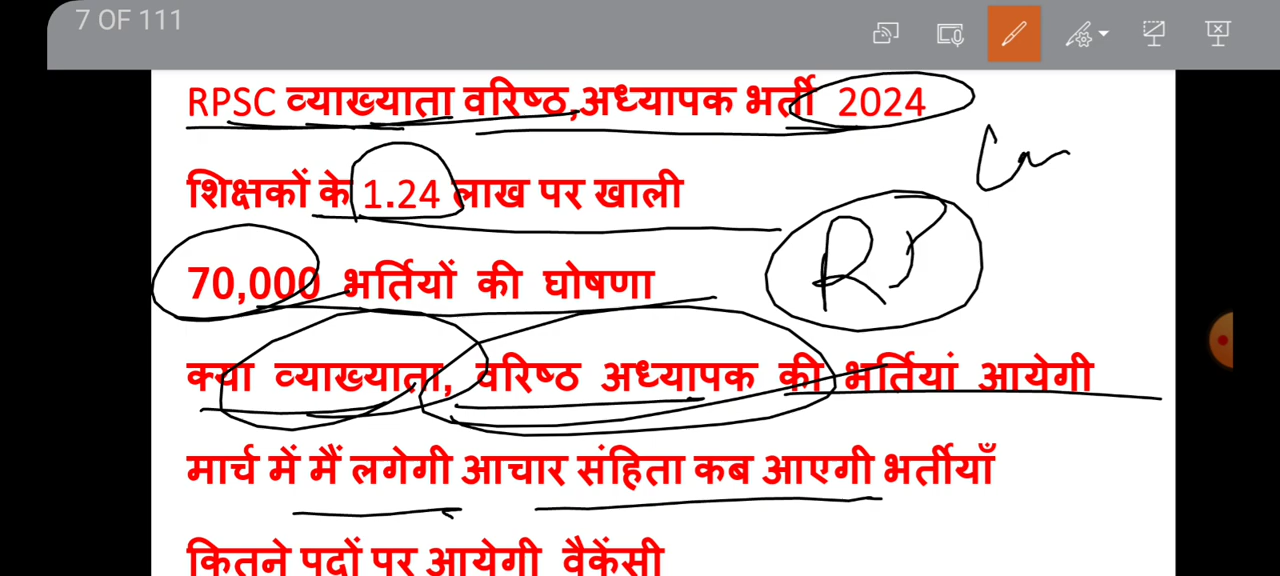 7 OF 111
RPSC व्याख्याता वरिष्ठ,अध्यापक भर्ती 2024
शिक्षकों के 1.24 लाख पर खाली
70,000 भर्तियों की घोषणा
क्या व्याख्याता, वरिष्ठ अध्यापक की भर्तियां आयेगी
मार्च में मैं लगेगी आचार संहिता कब आएगी भर्तीयाँ
कितने पदों पर आयेगी वैकेंसी